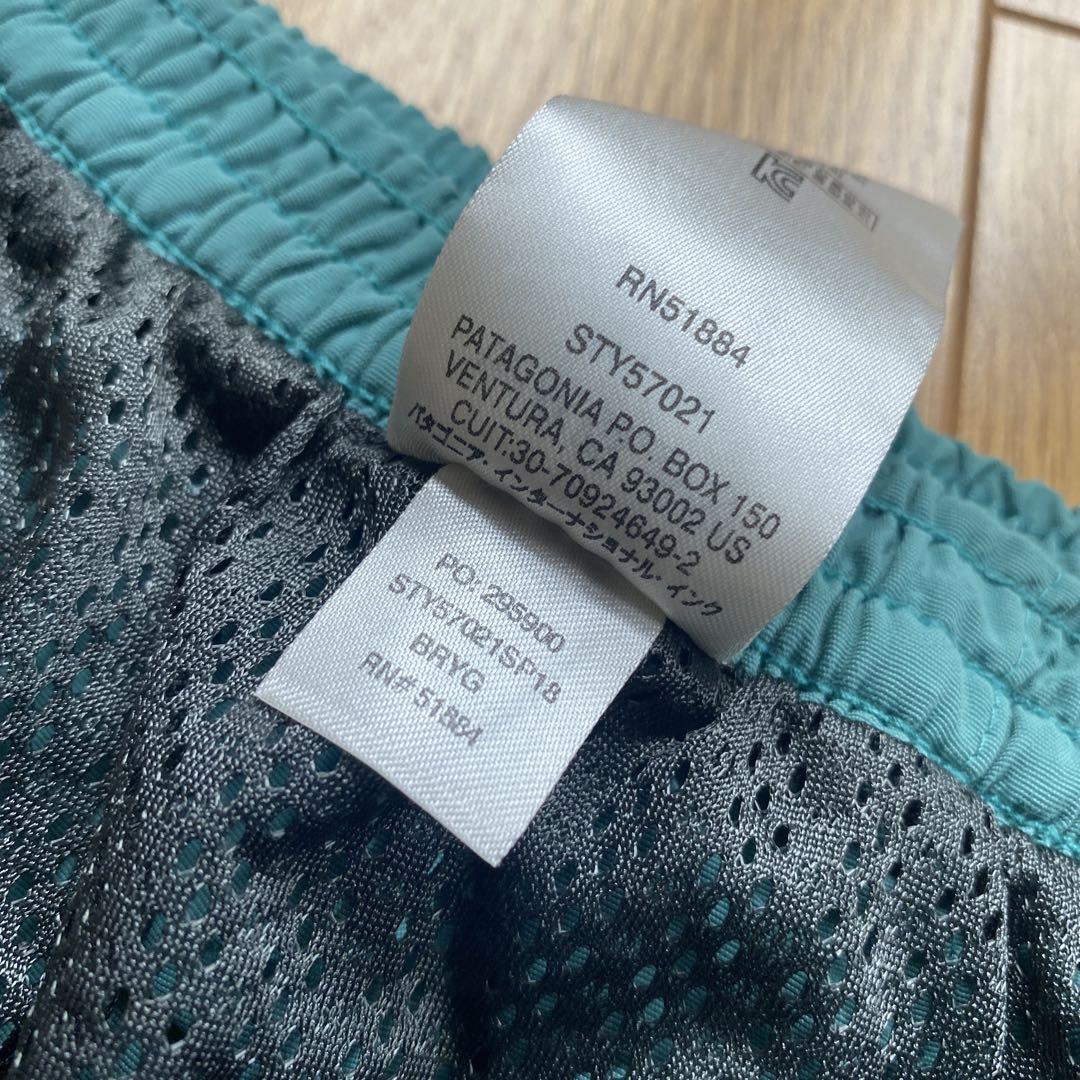 RN51884
STY57021
PATAGONIA P.O. BOX 150
VENTURA, CA 93002 US
CUIT:30-70924649-2
パタゴニア・インターナショナル・インク
PO: 295900
STY57021SP18
BRYG
RN# 51884